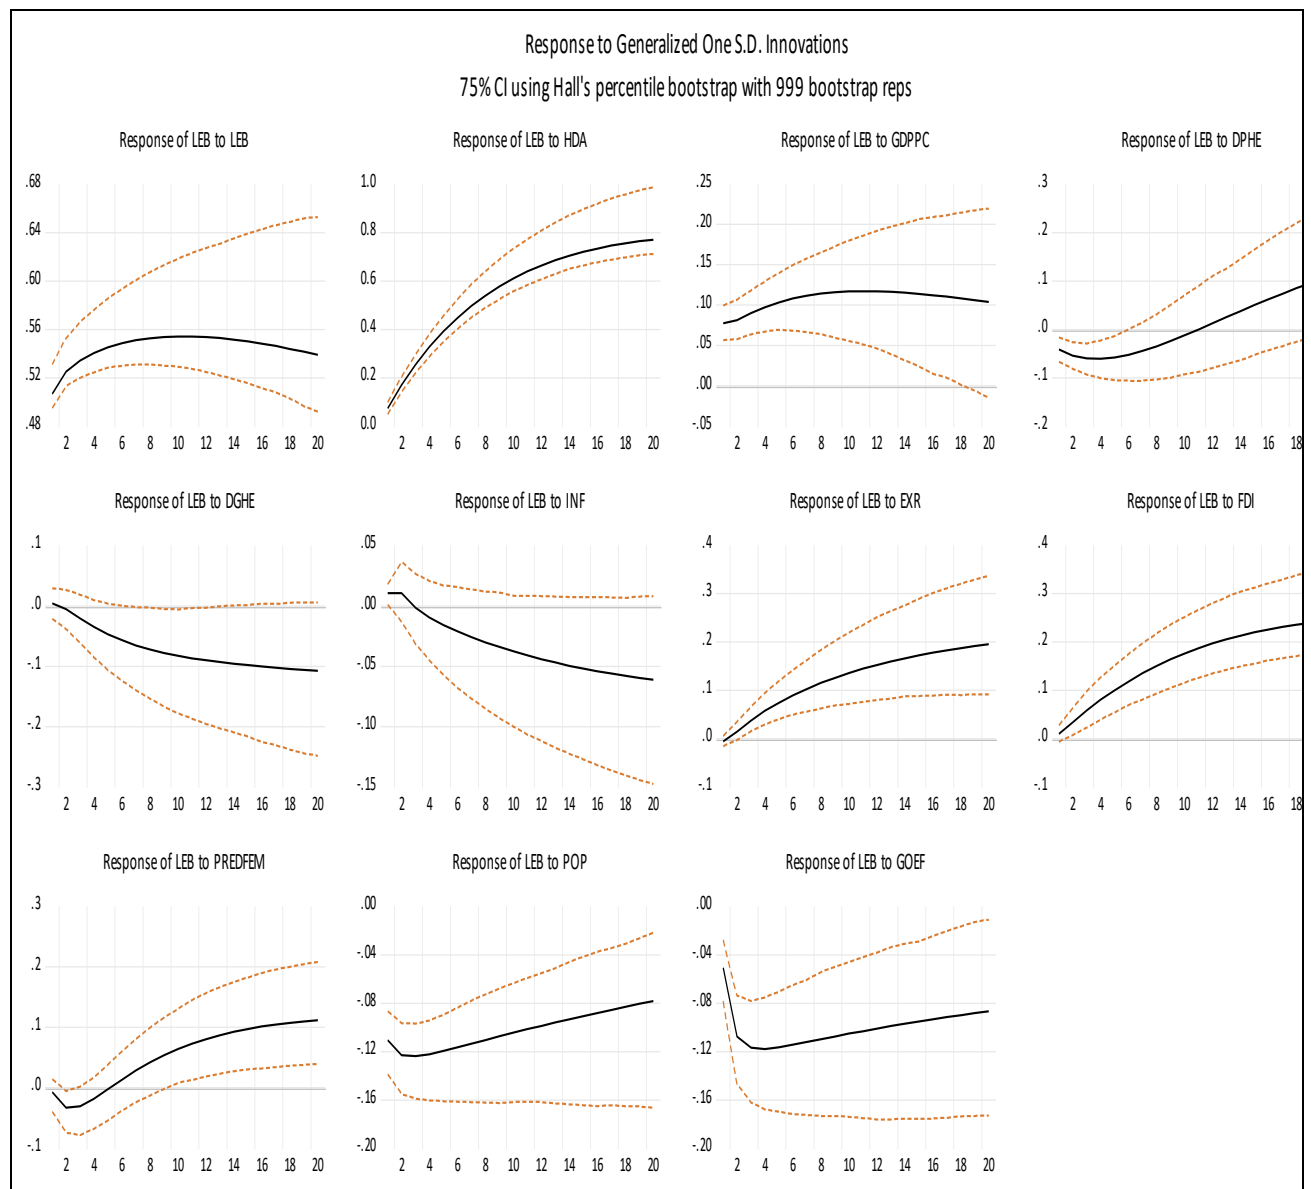 Response to Generalized One S.D. Innovations
75% CI using Hall's percentile bootstrap with 999 bootstrap reps
Response of LEB to LEB
.68
.64
.60
.56
.52
.48
2 4 6 8 10 12 14 16 18 20
Response of LEB to HDA
1.0
0.8
0.6
0.4
0.2
0.0
2 4 6 8 10 12 14 16 18 20
Response of LEB to GDPPC
.25
.20
.15
.10
.05
.00
-.05
2 4 6 8 10 12 14 16 18 20
Response of LEB to DPHE
.3
.2
.1
.0
-.1
-.2
2 4 6 8 10 12 14 16 18
Response of LEB to DGHE
.1
.0
-.1
-.2
-.3
2 4 6 8 10 12 14 16 18 20
Response of LEB to INF
.05
.00
-.05
-.10
-.15
2 4 6 8 10 12 14 16 18 20
Response of LEB to EXR
.4
.3
.2
.1
.0
-.1
2 4 6 8 10 12 14 16 18 20
Response of LEB to FDI
.4
.3
.2
.1
.0
-.1
2 4 6 8 10 12 14 16 18
Response of LEB to PREDFEM
.3
.2
.1
.0
-.1
2 4 6 8 10 12 14 16 18 20
Response of LEB to POP
.00
-.04
-.08
-.12
-.16
-.20
2 4 6 8 10 12 14 16 18 20
Response of LEB to GOEF
.00
-.04
-.08
-.12
-.16
-.20
2 4 6 8 10 12 14 16 18 20